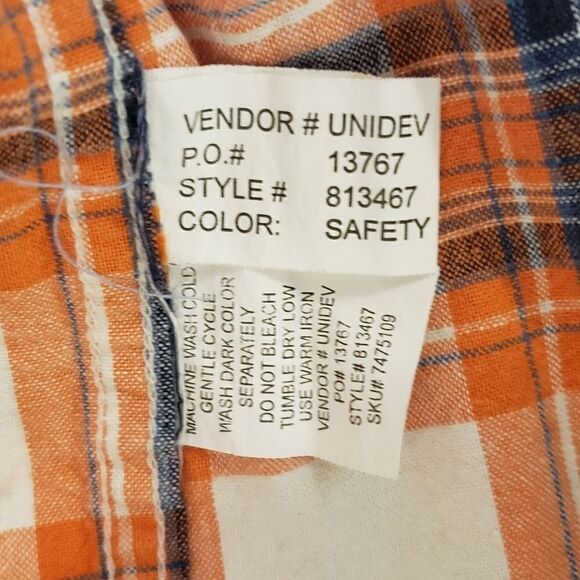 VENDOR # UNIDEV
P.O.# 13767
STYLE # 813467
COLOR: SAFETY
MACHINE WASH COLD
GENTLE CYCLE
WASH DARK COLOR
SEPARATELY
DO NOT BLEACH
TUMBLE DRY LOW
USE WARM IRON
VENDOR # UNIDEV
PO# 13767
STYLE# 813467
SKU# 7475109